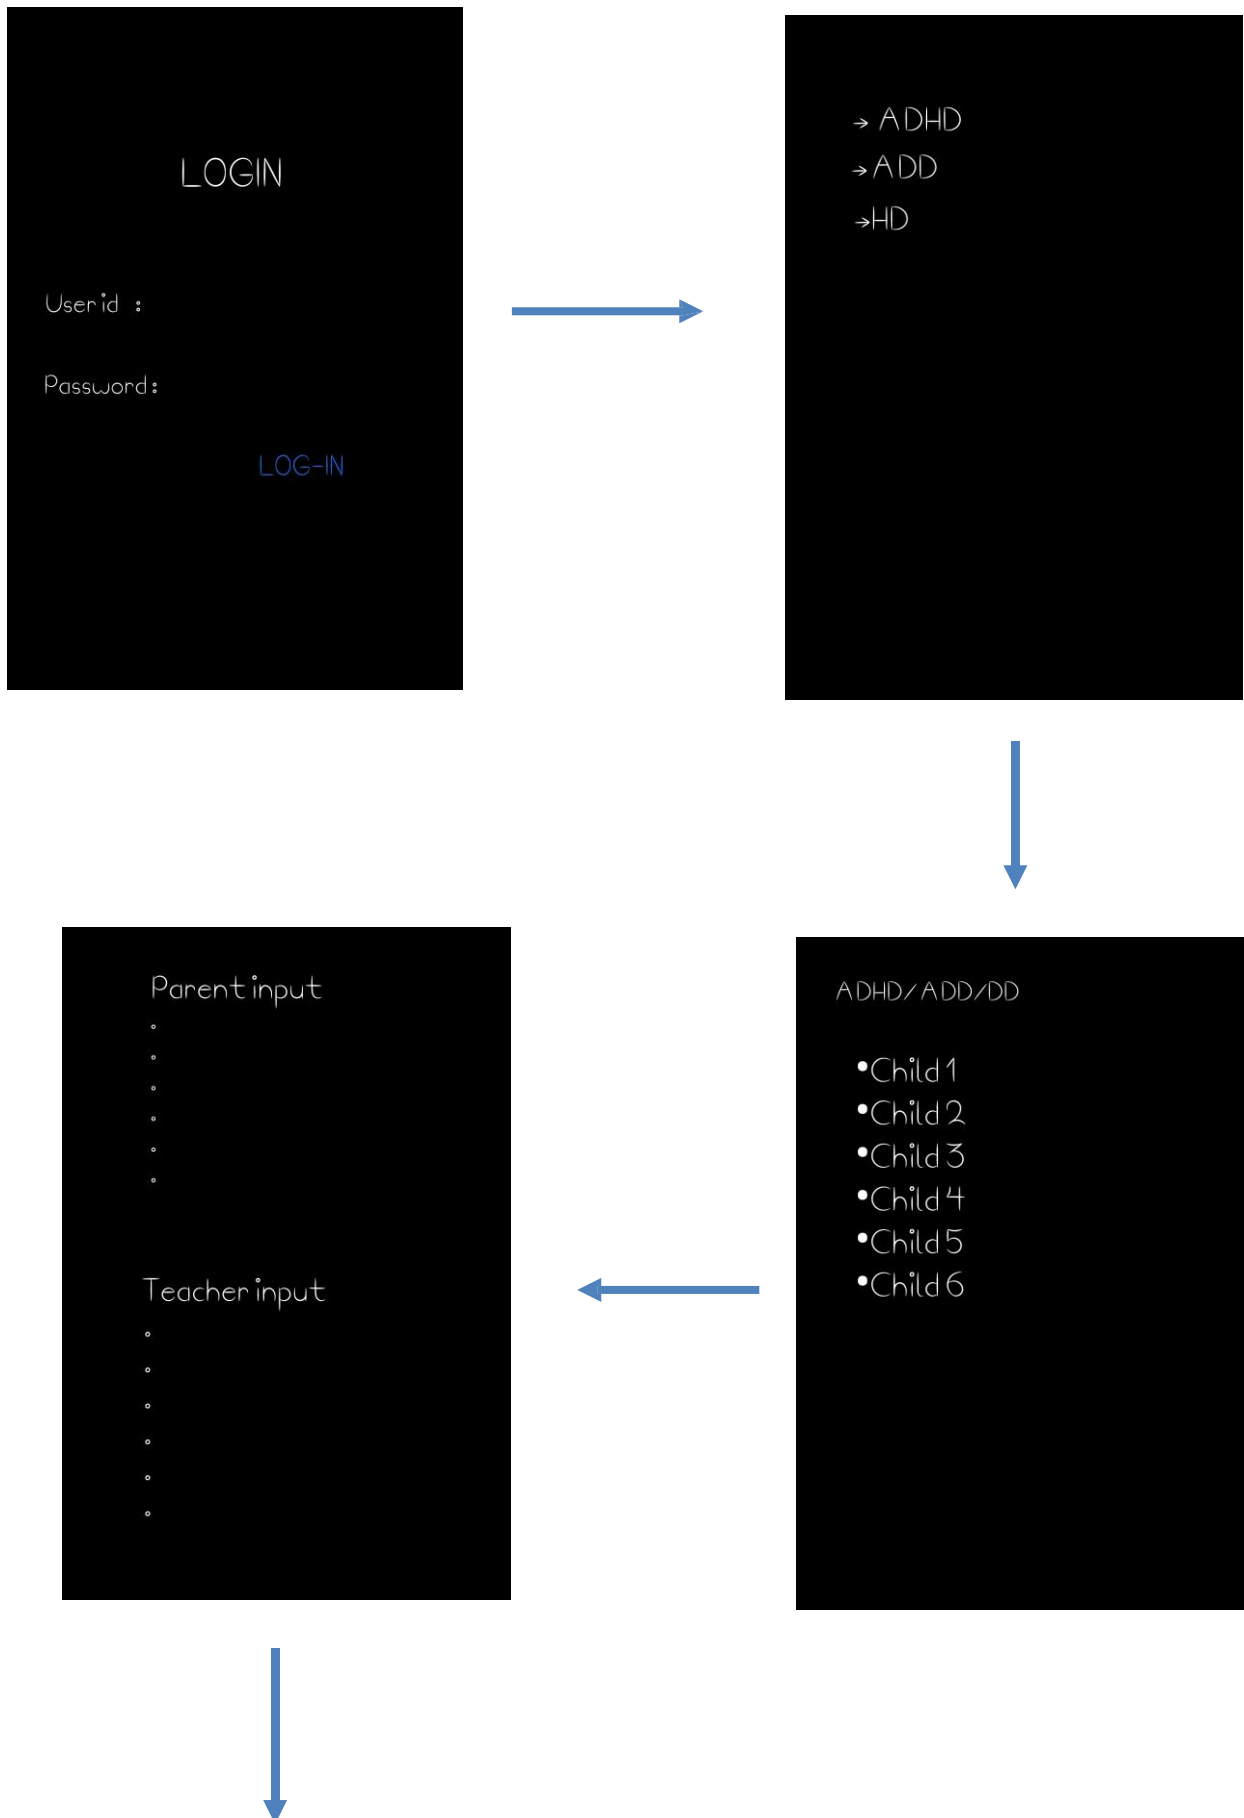 LOGIN
User id :
Password:
LOG-IN
→ ADHD
→ ADD
→HD
ADHD/ADD/DD
•Child 1
•Child 2
•Child 3
•Child 4
•Child 5
•Child 6
Parent input
Teacher input